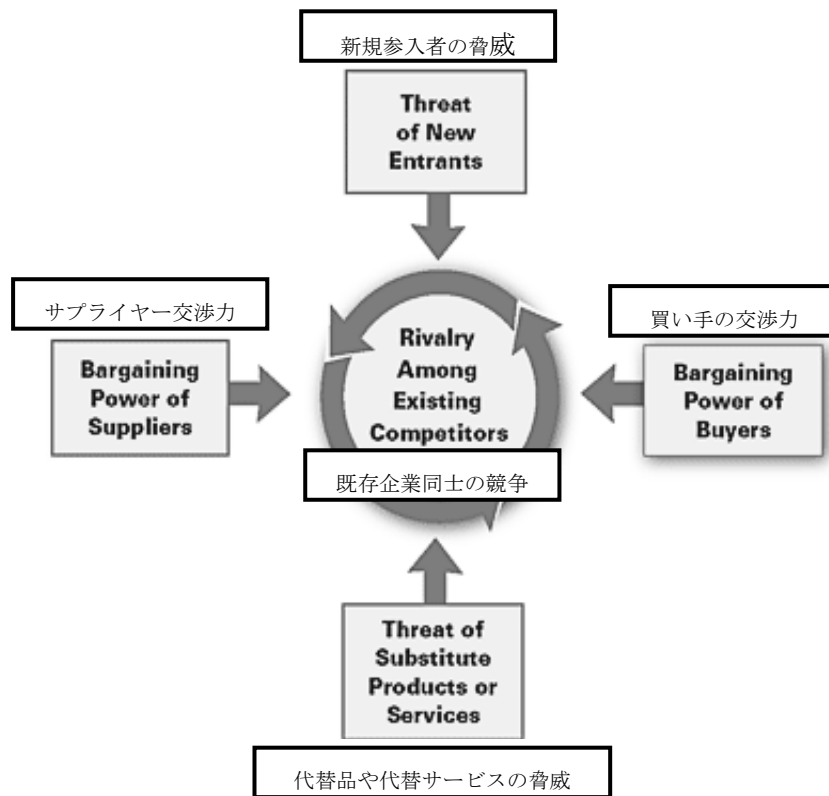 新規参入者の脅威
Threat
of New
Entrants
サプライヤー交渉力
Bargaining
Power of
Suppliers
Rivalry
Among
Existing
Competitors
既存企業同士の競争
買い手の交渉力
Bargaining
Power of
Buyers
Threat of
Substitute
Products or
Services
代替品や代替サービスの脅威